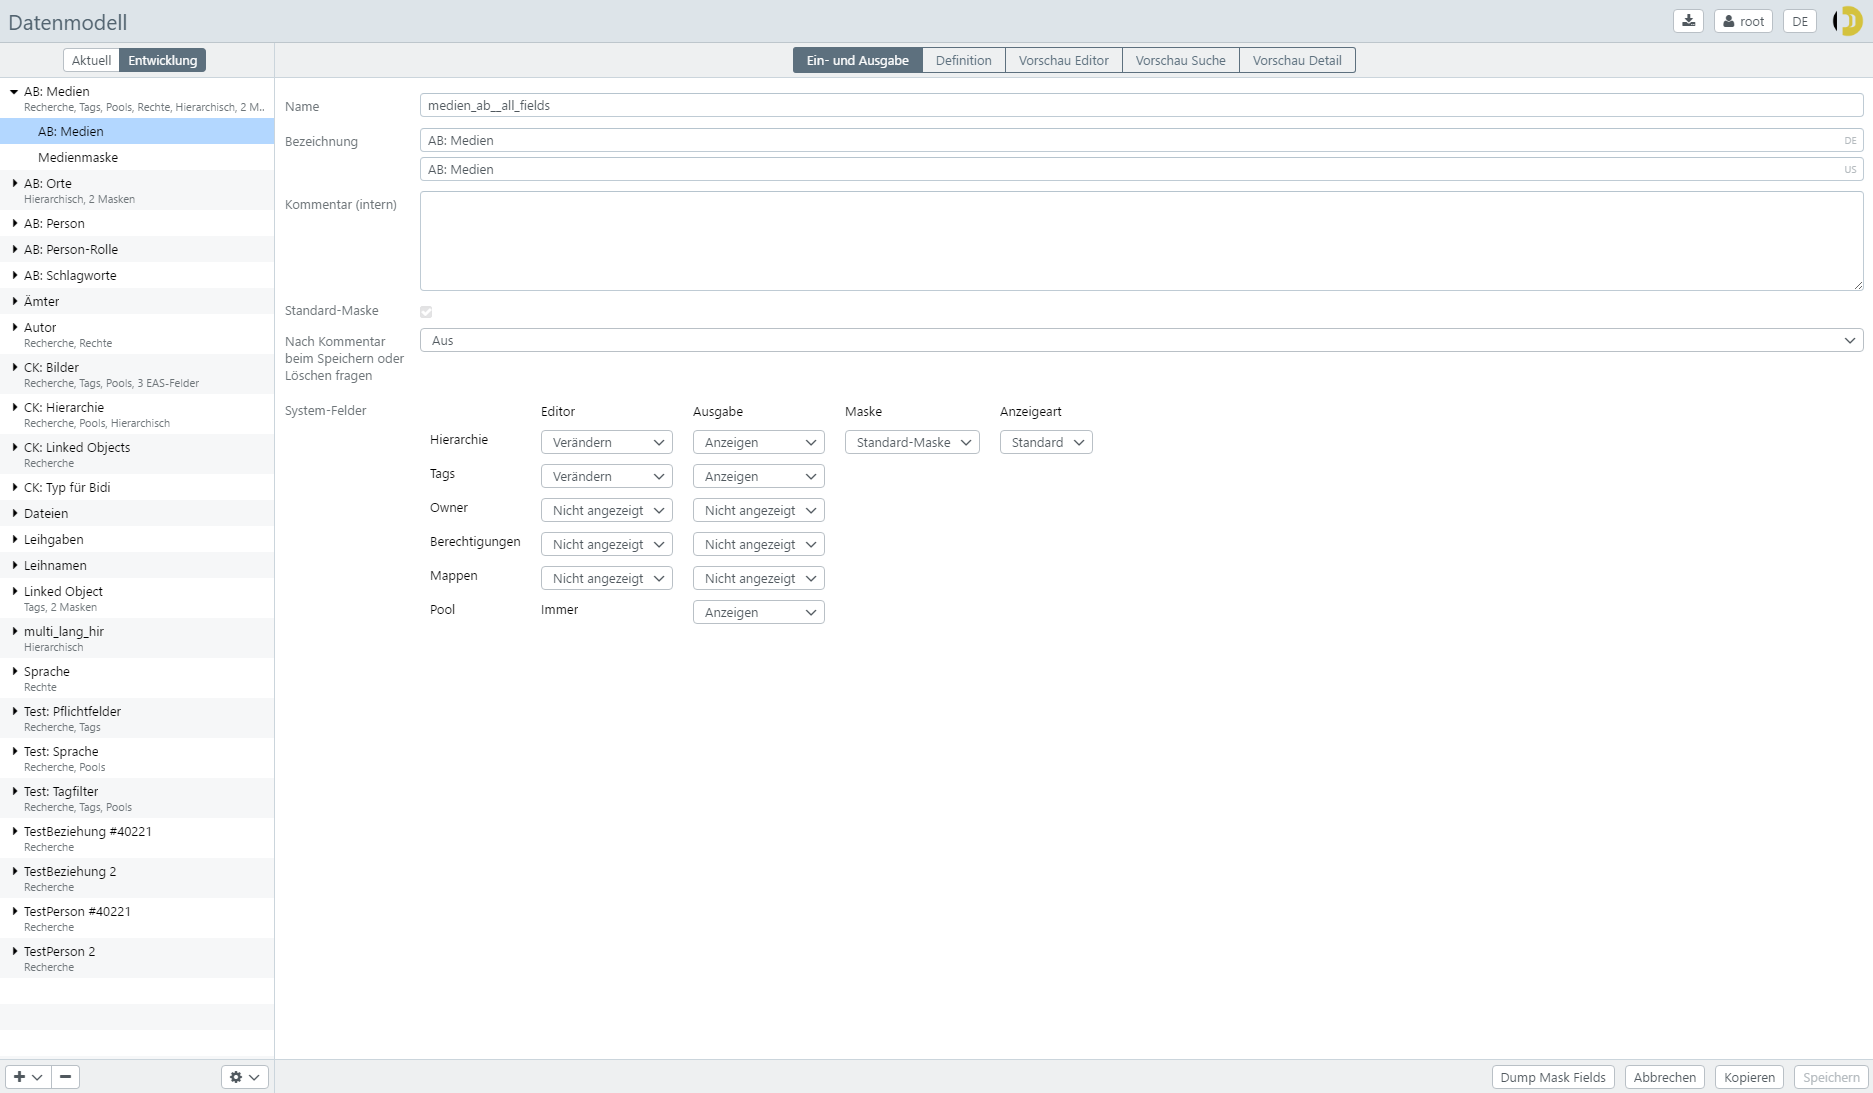 Datenmodell
root
DE
Aktuell
Entwicklung
Ein- und Ausgabe
Definition
Vorschau Editor
Vorschau Suche
Vorschau Detail
AB: Medien
Recherche, Tags, Pools, Rechte, Hierarchisch, 2 M..
AB: Medien
Medienmaske
AB: Orte
Hierarchisch, 2 Masken
AB: Person
AB: Person-Rolle
AB: Schlagworte
Ämter
Autor
Recherche, Rechte
CK: Bilder
Recherche, Tags, Pools, 3 EAS-Felder
CK: Hierarchie
Recherche, Pools, Hierarchisch
CK: Linked Objects
Recherche
CK: Typ für Bidi
Dateien
Leihgaben
Leihnamen
Linked Object
Tags, 2 Masken
multi_lang_hir
Hierarchisch
Sprache
Rechte
Test: Pflichtfelder
Recherche, Tags
Test: Sprache
Recherche, Pools
Test: Tagfilter
Recherche, Tags, Pools
TestBeziehung #40221
Recherche
TestBeziehung 2
Recherche
TestPerson #40221
Recherche
TestPerson 2
Recherche
Name
medien_ab__all_fields
Bezeichnung
AB: Medien
DE
AB: Medien
US
Kommentar (intern)
Standard-Maske
Nach Kommentar
beim Speichern oder
Löschen fragen
Aus
System-Felder
Editor
Ausgabe
Maske
Anzeigeart
Hierarchie
Verändern
Anzeigen
Standard-Maske
Standard
Tags
Verändern
Anzeigen
Owner
Nicht angezeigt
Nicht angezeigt
Berechtigungen
Nicht angezeigt
Nicht angezeigt
Mappen
Nicht angezeigt
Nicht angezeigt
Pool
Immer
Anzeigen
Dump Mask Fields
Abbrechen
Kopieren
Speichern